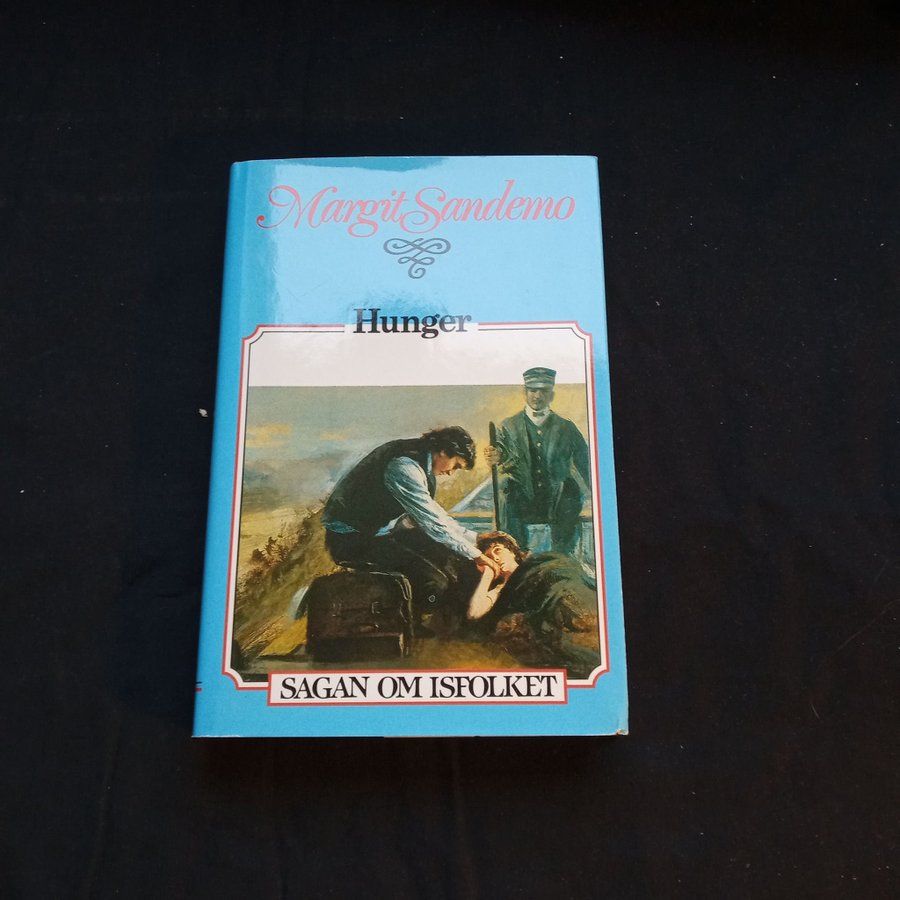 Margit Sandemo
Hunger
SAGAN OM ISFOLKET